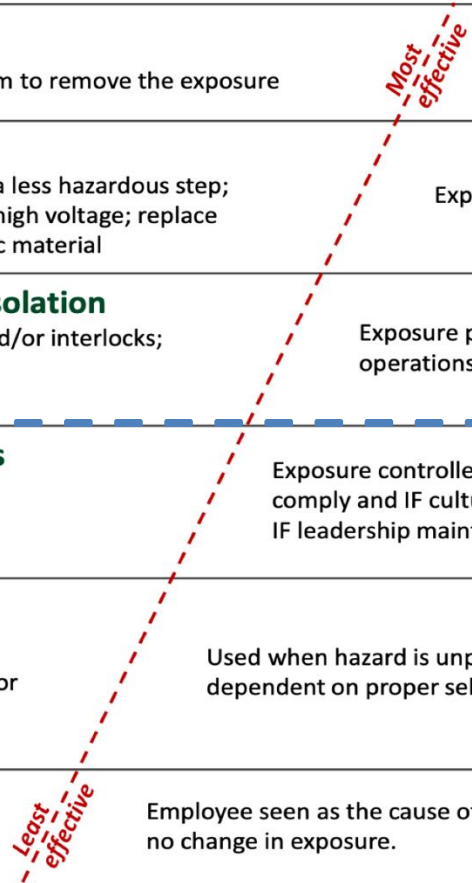 Most
effective
m to remove the exposure
a less hazardous step;
high voltage; replace
c material
Exp
solation
d/or interlocks;
Exposure p
operations
s
Exposure controlle
comply and IF cult
IF leadership main
or
Used when hazard is unp
dependent on proper sel
Least
effective
Employee seen as the cause of
no change in exposure.